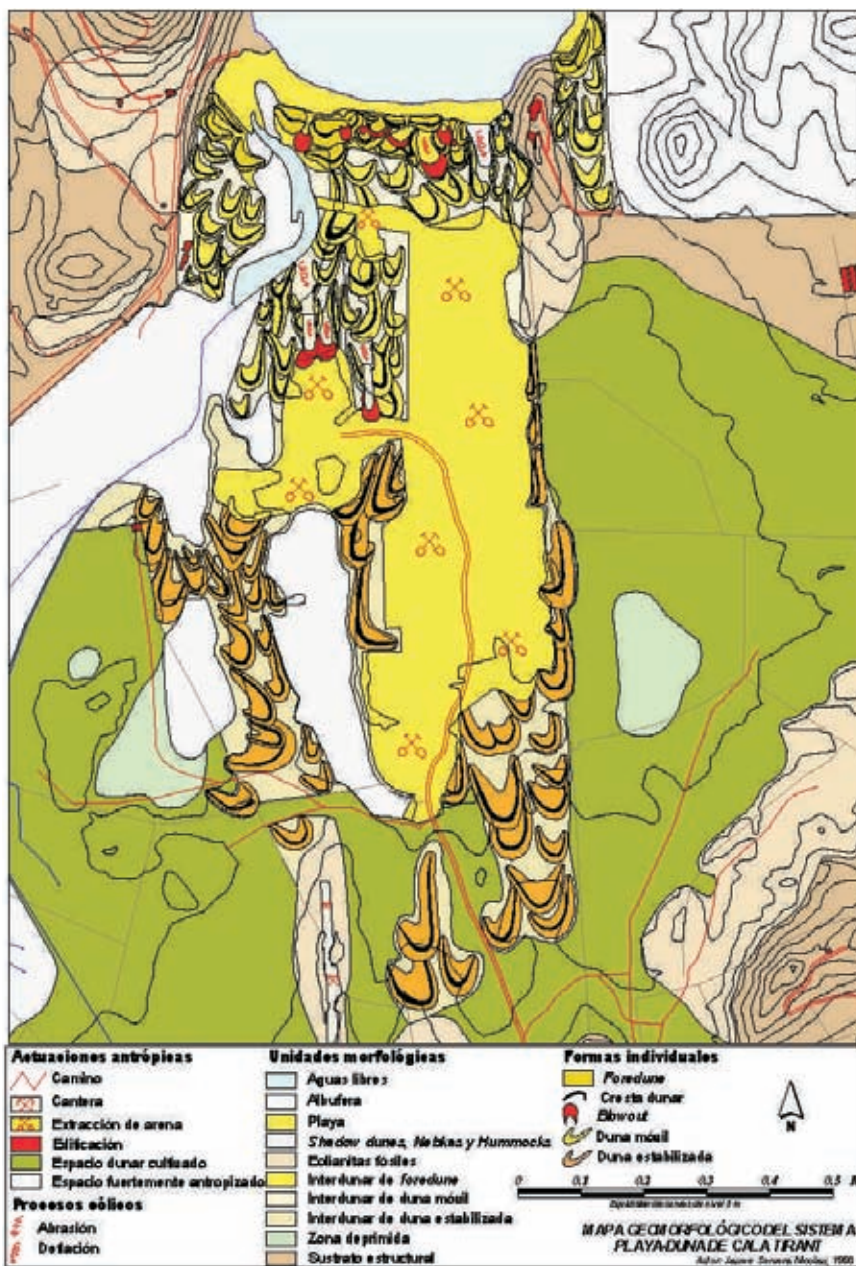 Actuaciones antrópicas
Camino
Cantera
Extracción de arena
Edificación
Espacio dunar cultivado
Espacio fuertemente antropizado
Procesos eólicos
Abrasión
Deflación
Unidades morfológicas
Aguas libres
Albufera
Playa
Shadow dunes, Nebkas y Hummocks
Eolianitas fósiles
Interdunar de foredune
Interdunar de duna móvil
Interdunar de duna estabilizada
Zona deprimida
Sustrato estructural
Formas individuales
Foredune
Cresta dunar
Blowout
Duna móvil
Duna estabilizada
N
0 0.1 0.2 0.3 0.4 0.5
MAPA GEOMORFOLÓGICO DEL SISTEMA
PLAYA-DUNA DE CALA TIRANT